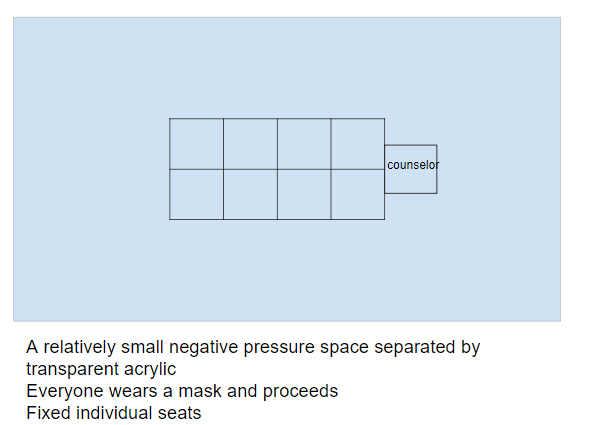 counselor
A relatively small negative pressure space separated by
transparent acrylic
Everyone wears a mask and proceeds
Fixed individual seats